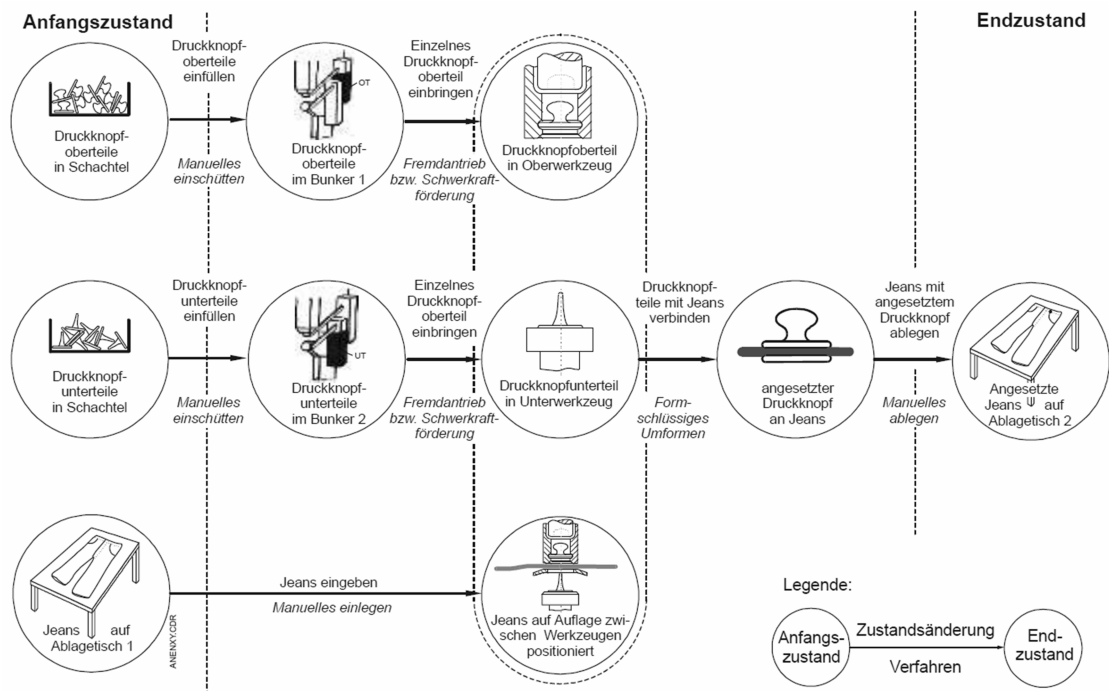 Anfangszustand
Endzustand
Druckknopf-
oberteile
einfüllen
Einzelnes
Druckknopf-
oberteil
einbringen
OT
Druckknopf-
oberteile
in Schachtel
Manuelles
einschütten
Druckknopf-
oberteile
im Bunker 1
Fremdantrieb
bzw. Schwerkraft-
förderung
Druckknopfoberteil
in Oberwerkzeug
Druckknopf-
unterteile
einfüllen
Einzelnes
Druckknopf-
oberteil
einbringen
Druckknopf-
teile mit Jeans
verbinden
Jeans mit
angesetztem
Druckknopf
ablegen
UT
Druckknopf-
unterteile
in Schachtel
Manuelles
einschütten
Druckknopf-
unterteile
im Bunker 2
Fremdantrieb
bzw. Schwerkraft-
förderung
Druckknopfunterteil
in Unterwerkzeug
Form-
schlüssiges
Umformen
angesetzter
Druckknopf
an Jeans
Manuelles
ablegen
Angesetzte
Jeans auf
Ablagetisch 2
Jeans auf
Ablagetisch 1
ANENXY.CDR
Jeans eingeben
Manuelles einlegen
Jeans auf Auflage zwi-
schen Werkzeugen
positioniert
Legende:
Anfangs-
zustand
Zustandsänderung
Verfahren
End-
zustand